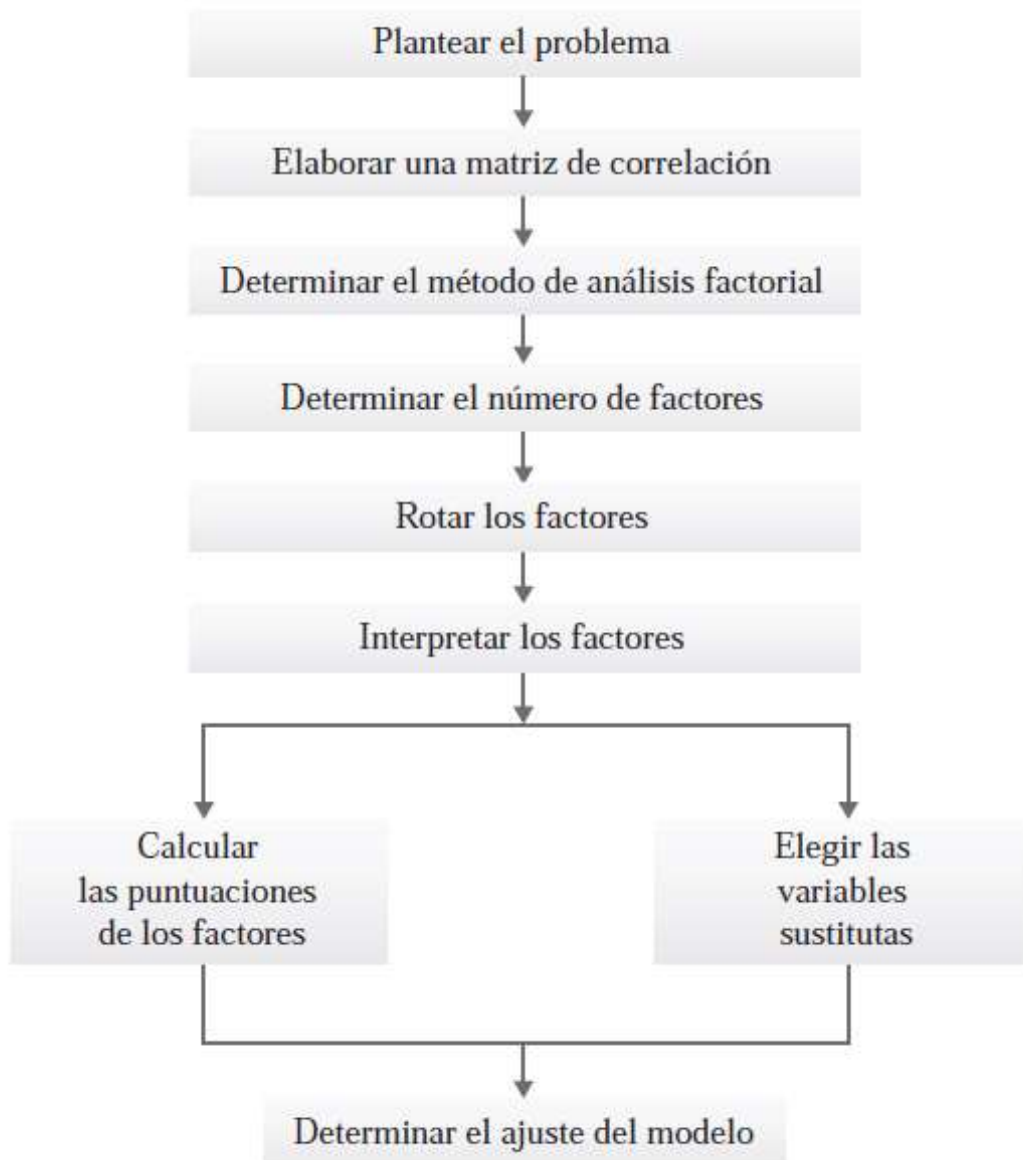 Plantear el problema
Elaborar una matriz de correlación
Determinar el método de análisis factorial
Determinar el número de factores
Rotar los factores
Interpretar los factores
Calcular
las puntuaciones
de los factores
Elegir las
variables
sustitutas
Determinar el ajuste del modelo